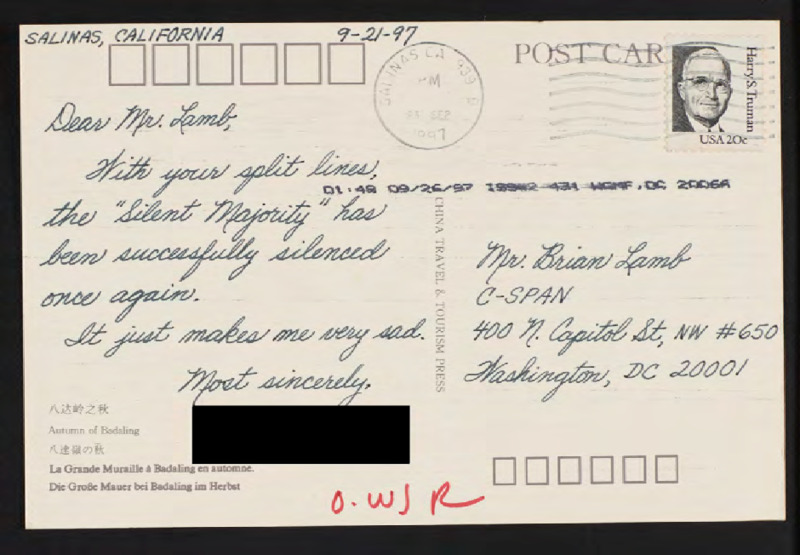 SALINAS, CALIFORNIA 9-21-97
POST CAR
SALINAS CA 939
PM
SEP
1997
Harry S. Truman
USA 20c
Dear Mr. Lamb,
With your split lines,
the "Silent Majority" has
been successfully silenced
once again.
It just makes me very sad.
Most sincerely,
01:48 09/26/97
DC 20066
CHINA TRAVEL & TOURISM PRESS
Mr. Brian Lamb
C-SPAN
400 N. Capitol St, NW #650
Washington, DC 20001
八达岭之秋
Autumn of Badaling
八達嶺の秋
La Grande Muraille à Badaling en automne.
Die Große Mauer bei Badaling im Herbst